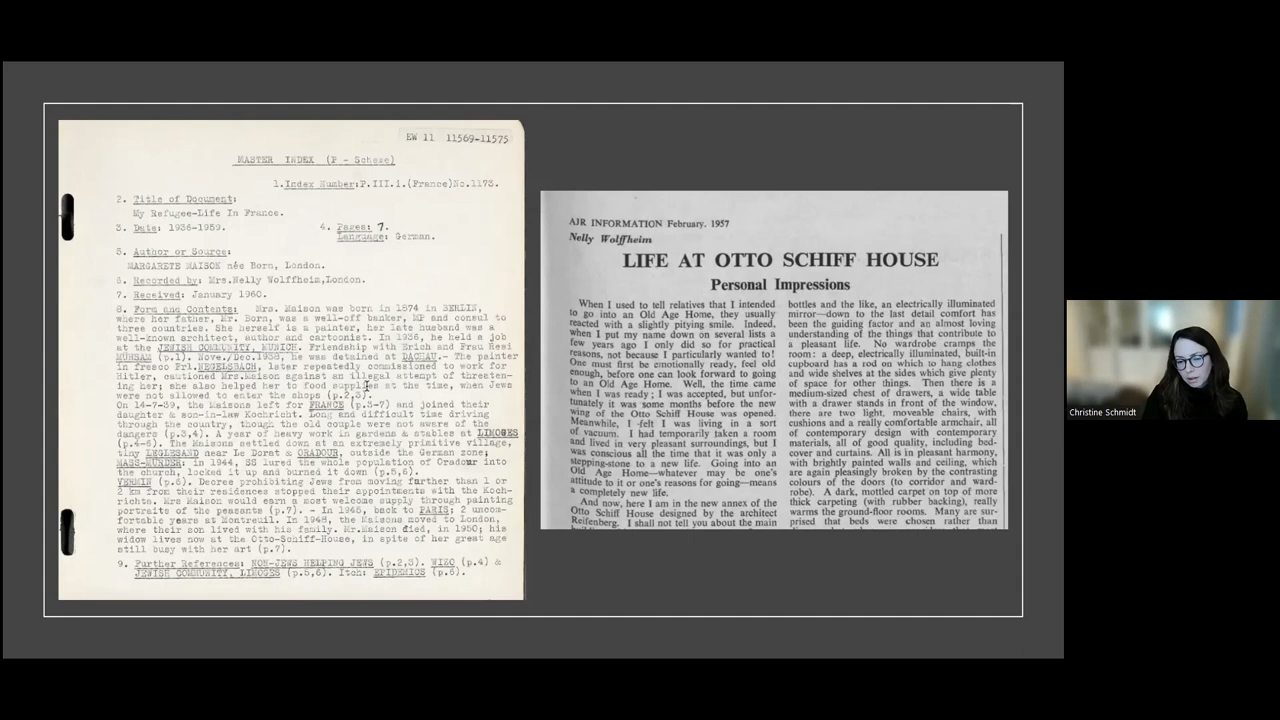 EW 11 11569-11575
MASTER INDEX (P - Scheme)
1.Index Number:P.III.i.(France)No.1173.
2. Title of Document:
My Refugee-Life In France.
3. Date: 1936-1959.
4. Pages: 7.
Language: German.
5. Author or Source:
MARGARETE MAISON née Born, London.
6. Recorded by: Mrs.Nelly Wolffheim,London.
7. Received: January 1960.
8. Form and Contents: Mrs. Maison was born in 1874 in BERLIN,
where her father, Mr. Born, was a well-off banker, MP and consul to
three countries. She herself is a painter, her late husband was a
well-known architect, author and cartoonist. In 1936, he held a job
at the JEWISH COMMUNITY, MUNICH. Friendship with Erich and Frau Resi
MÜHSAM (p.1). Nove./Dec.1938, he was detained at DACHAU.- The painter
in fresco Frl.NEGELSBACH, later repeatedly commissioned to work for
Hitler, cautioned Mrs.Maison against an illegal attempt of threaten-
ing her; she also helped her to food supplies at the time, when Jews
were not allowed to enter the shops (p.2,3).
On 14-7-39, the Maisons left for FRANCE (p.3-7) and joined their
daughter & son-in-law Kochricht. Long and difficult time driving
through the country, though the old couple were not aware of the
dangers (p.3,4). A year of heavy work in gardens & stables at LIMOGES
(p.4-6). The Maisons settled down at an extremely primitive village,
tiny LEGLESAND near Le Doret & ORADOUR, outside the German zone;
MASS-MURDER: in 1944, SS lured the whole population of Oradour into
the church, locked it up and burned it down (p.5,6).
VERMIN (p.6). Decree prohibiting Jews from moving farther than 1 or
2 km from their residences stopped their appointments with the Koch-
richts. Mrs Maison would earn a most welcome supply through painting
portraits of the peasants (p.7). - In 1945, back to PARIS; 2 uncom-
fortable years at Montreuil. In 1948, the Maisons moved to London,
where their son lived with his family. Mr.Maison died, in 1950; his
widow lives now at the Otto-Schiff-House, in spite of her great age
still busy with her art (p.7).
9. Further References: NON-JEWS HELPING JEWS (p.2,3). WIZO (p.4) &
JEWISH COMMUNITY, LIMOGES (p.5,6). Itch: EPIDEMICS (p.6).
AJR INFORMATION February, 1957
Nelly Wolffheim
LIFE AT OTTO SCHIFF HOUSE
Personal Impressions
When I used to tell relatives that I intended
to go into an Old Age Home, they usually
reacted with a slightly pitying smile. Indeed,
when I put my name down on several lists a
few years ago I only did so for practical
reasons, not because I particularly wanted to!
One must first be emotionally ready, feel old
enough, before one can look forward to going
to an Old Age Home. Well, the time came
when I was ready; I was accepted, but unfor-
tunately it was some months before the new
wing of the Otto Schiff House was opened.
Meanwhile, I felt I was living in a sort
of vacuum. I had temporarily taken a room
and lived in very pleasant surroundings, but I
was conscious all the time that it was only a
stepping-stone to a new life. Going into an
Old Age Home—whatever may be one's
attitude to it or one's reasons for going—means
a completely new life.
And now, here I am in the new annex of the
Otto Schiff House designed by the architect
Reifenberg. I shall not tell you about the main
bottles and the like, an electrically illuminated
mirror—down to the last detail comfort has
been the guiding factor and an almost loving
understanding of the things that contribute to
a pleasant life. No wardrobe cramps the
room: a deep, electrically illuminated, built-in
cupboard has a rod on which to hang clothes
and wide shelves at the sides which give plenty
of space for other things. Then there is a
medium-sized chest of drawers, a wide table
with a drawer stands in front of the window,
there are two light, moveable chairs, with
cushions and a really comfortable armchair, all
of contemporary design with contemporary
materials, all of good quality, including bed-
cover and curtains. All is in pleasant harmony,
with brightly painted walls and ceiling, which
are again pleasingly broken by the contrasting
colours of the doors (to corridor and ward-
robe). A dark, mottled carpet on top of more
thick carpeting (with rubber backing), really
warms the ground-floor rooms. Many are sur-
prised that beds were chosen rather than
Christine Schmidt